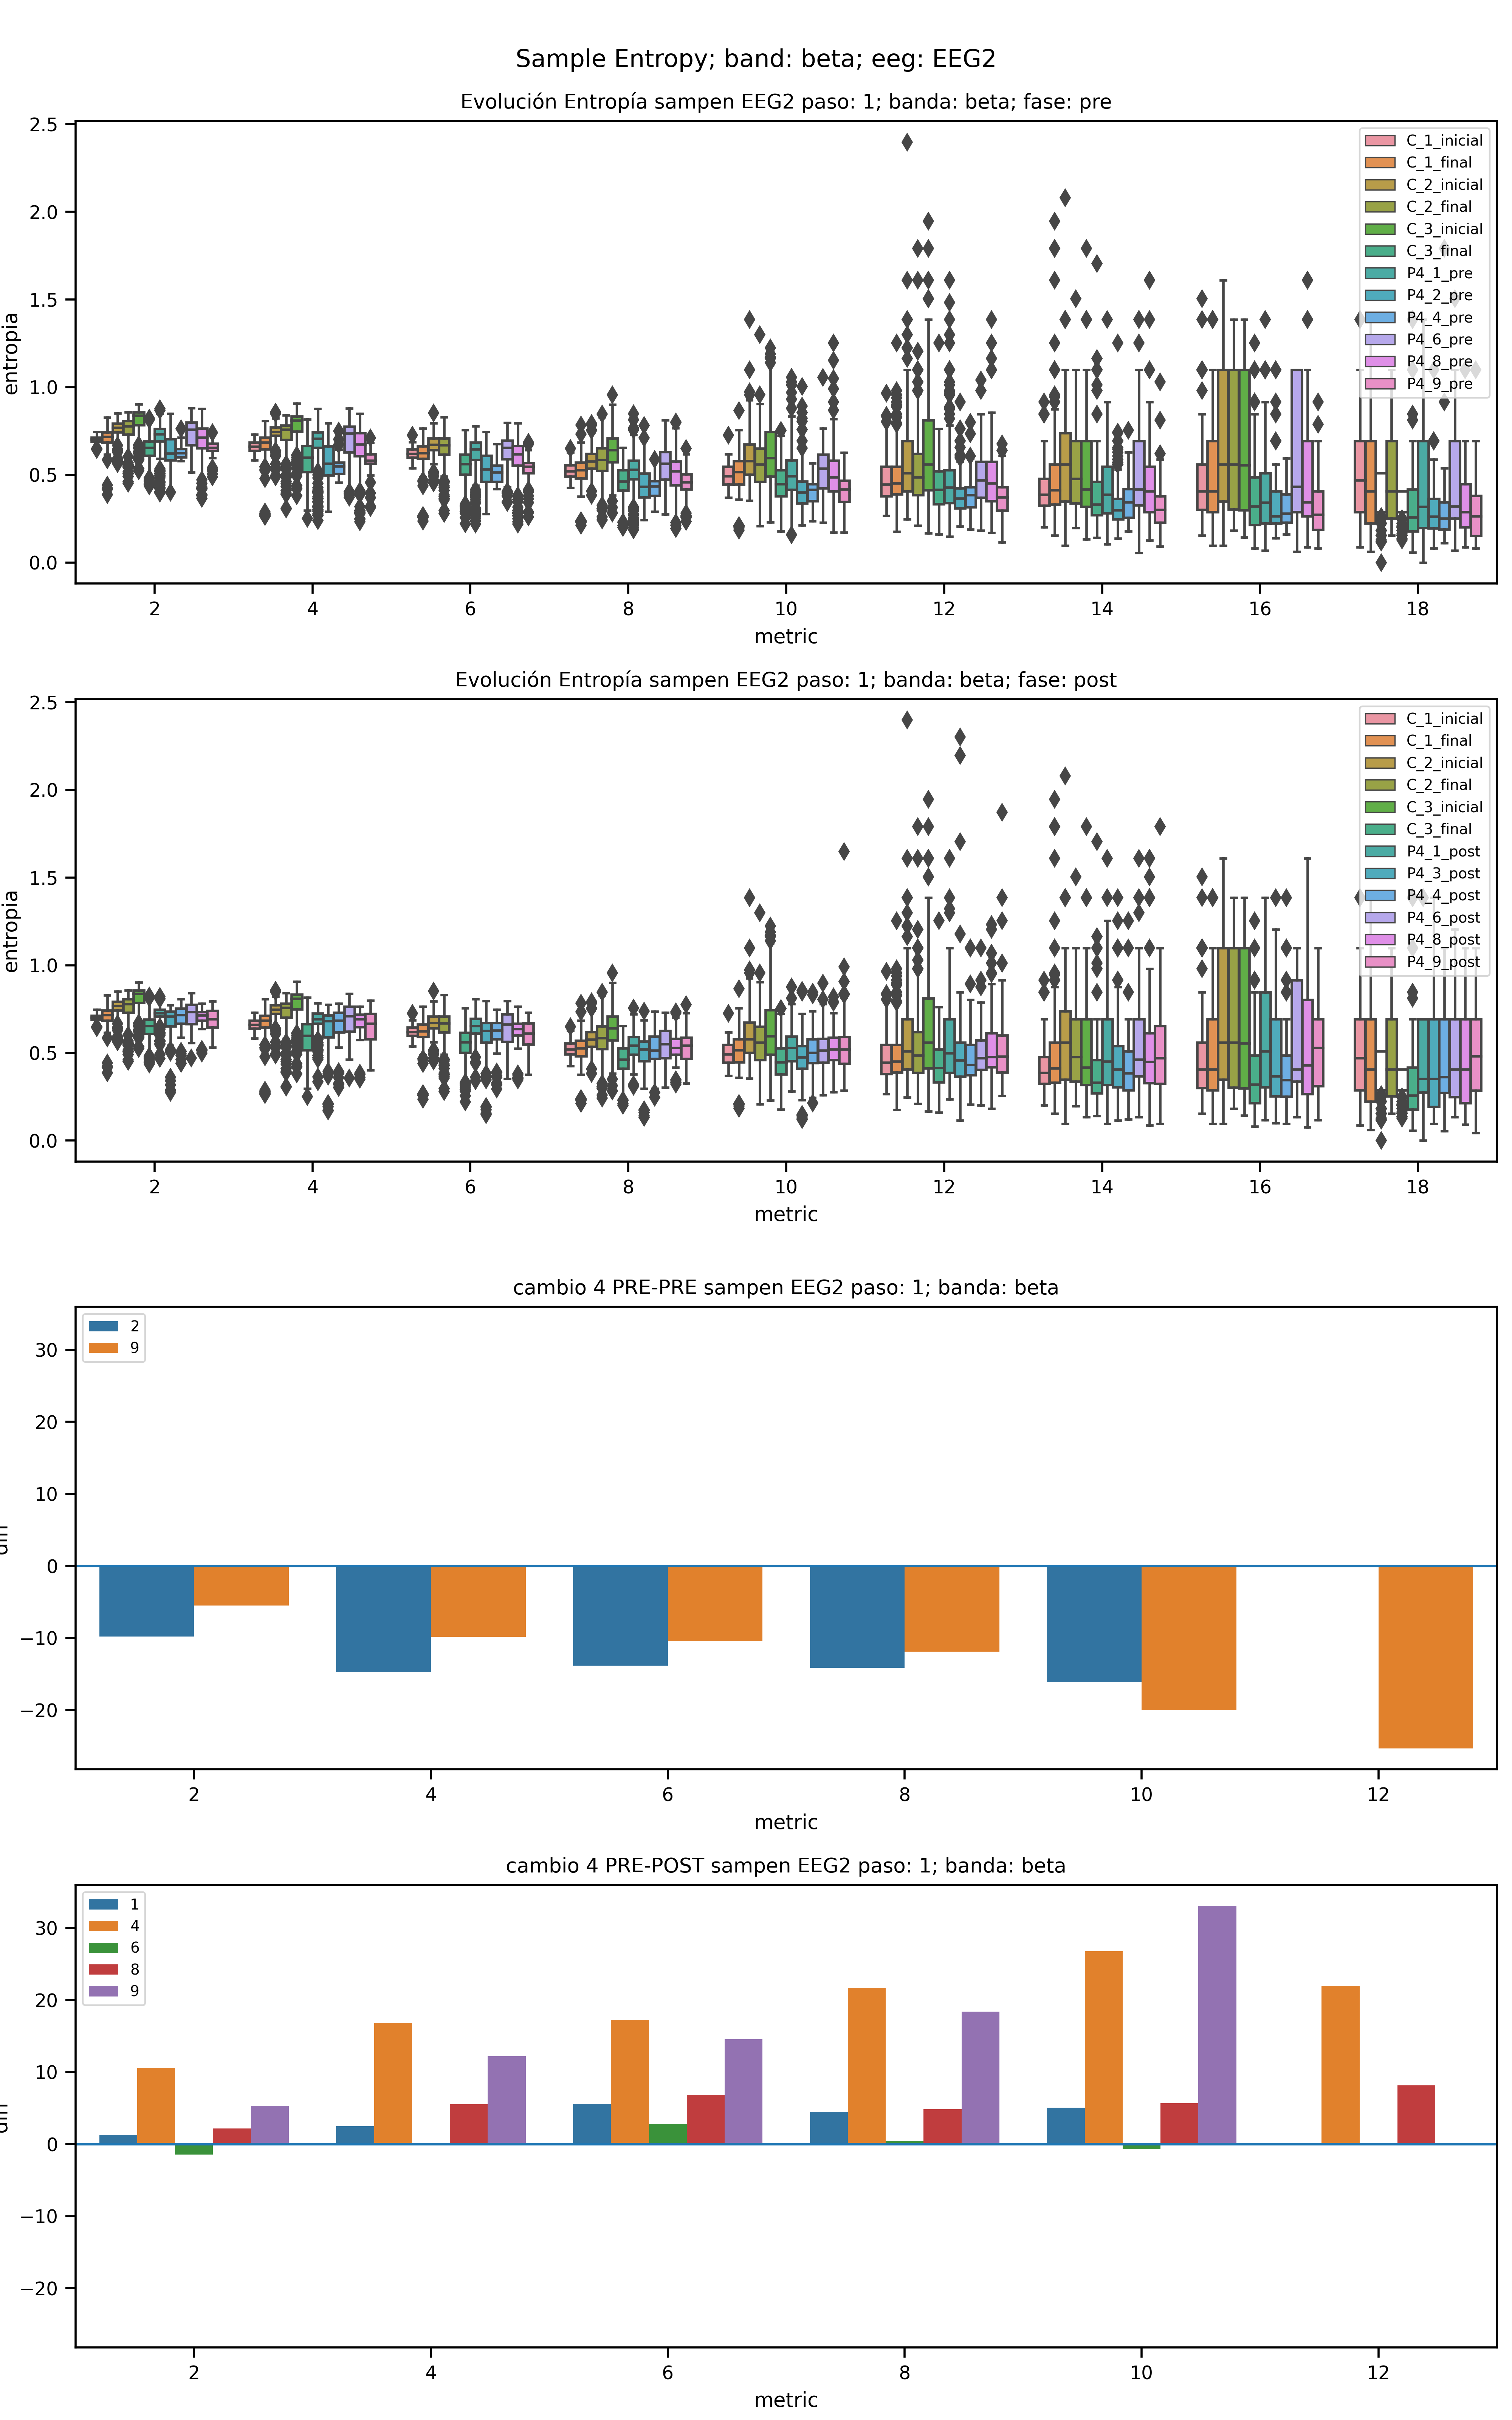 Sample Entropy; band: beta; eeg: EEG2
Evolución Entropía sampen EEG2 paso: 1; banda: beta; fase: pre
entropia
2.5
2.0
1.5
1.0
0.5
0.0
C_1_inicial
C_1_final
C_2_inicial
C_2_final
C_3_inicial
C_3_final
P4_1_pre
P4_2_pre
P4_4_pre
P4_6_pre
P4_8_pre
P4_9_pre
2 4 6 8 10 12 14 16 18
metric
Evolución Entropía sampen EEG2 paso: 1; banda: beta; fase: post
entropia
2.5
2.0
1.5
1.0
0.5
0.0
C_1_inicial
C_1_final
C_2_inicial
C_2_final
C_3_inicial
C_3_final
P4_1_post
P4_3_post
P4_4_post
P4_6_post
P4_8_post
P4_9_post
2 4 6 8 10 12 14 16 18
metric
cambio 4 PRE-PRE sampen EEG2 paso: 1; banda: beta
30
20
10
0
−10
−20
2
9
2 4 6 8 10 12
metric
cambio 4 PRE-POST sampen EEG2 paso: 1; banda: beta
30
20
10
0
−10
−20
1
4
6
8
9
2 4 6 8 10 12
metric